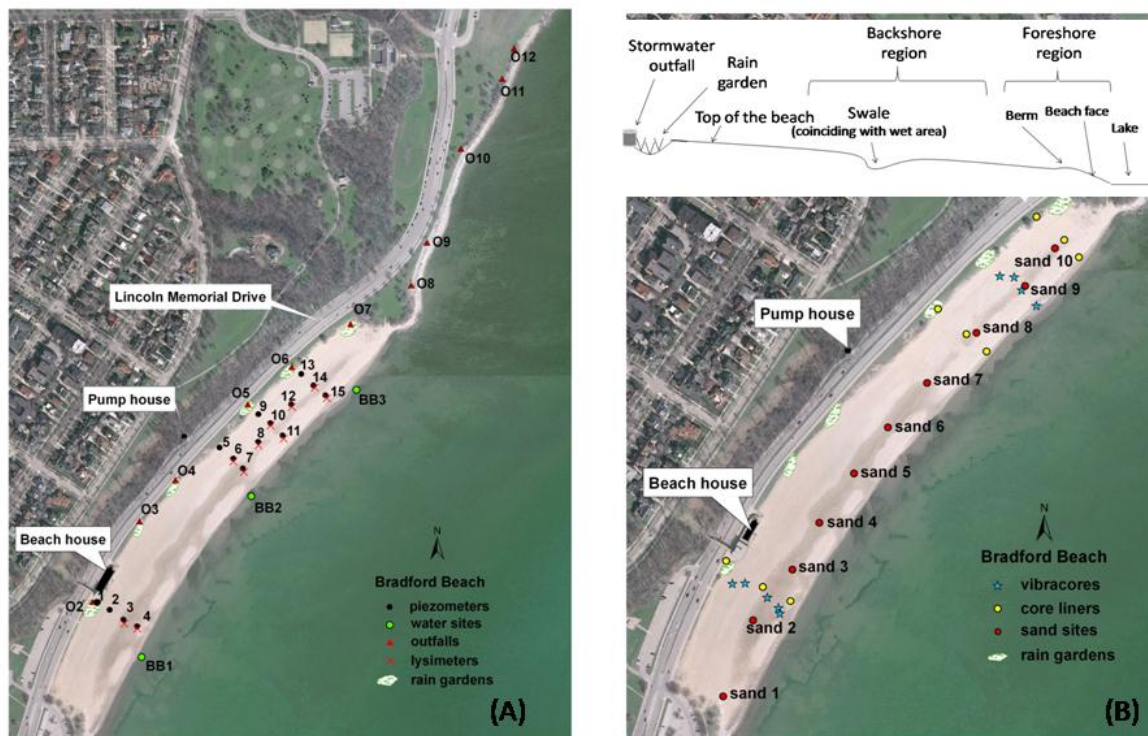 O12
O11
O10
O9
O8
Lincoln Memorial Drive
O7
O6
13
14
15
12
O5
9
10
BB3
Pump house
11
8
5
6
7
O4
BB2
O3
Beach house
N
Bradford Beach
piezometers
water sites
outfalls
lysimeters
rain gardens
O2
1
2
3
4
BB1
(A)
Stormwater
outfall
Rain
garden
Top of the beach
Backshore
region
Swale
(coinciding with wet area)
Foreshore
region
Berm
Beach face
Lake
sand 10
sand 9
Pump house
sand 8
sand 7
sand 6
sand 5
Beach house
sand 4
sand 3
sand 2
sand 1
N
Bradford Beach
vibracores
core liners
sand sites
rain gardens
(B)